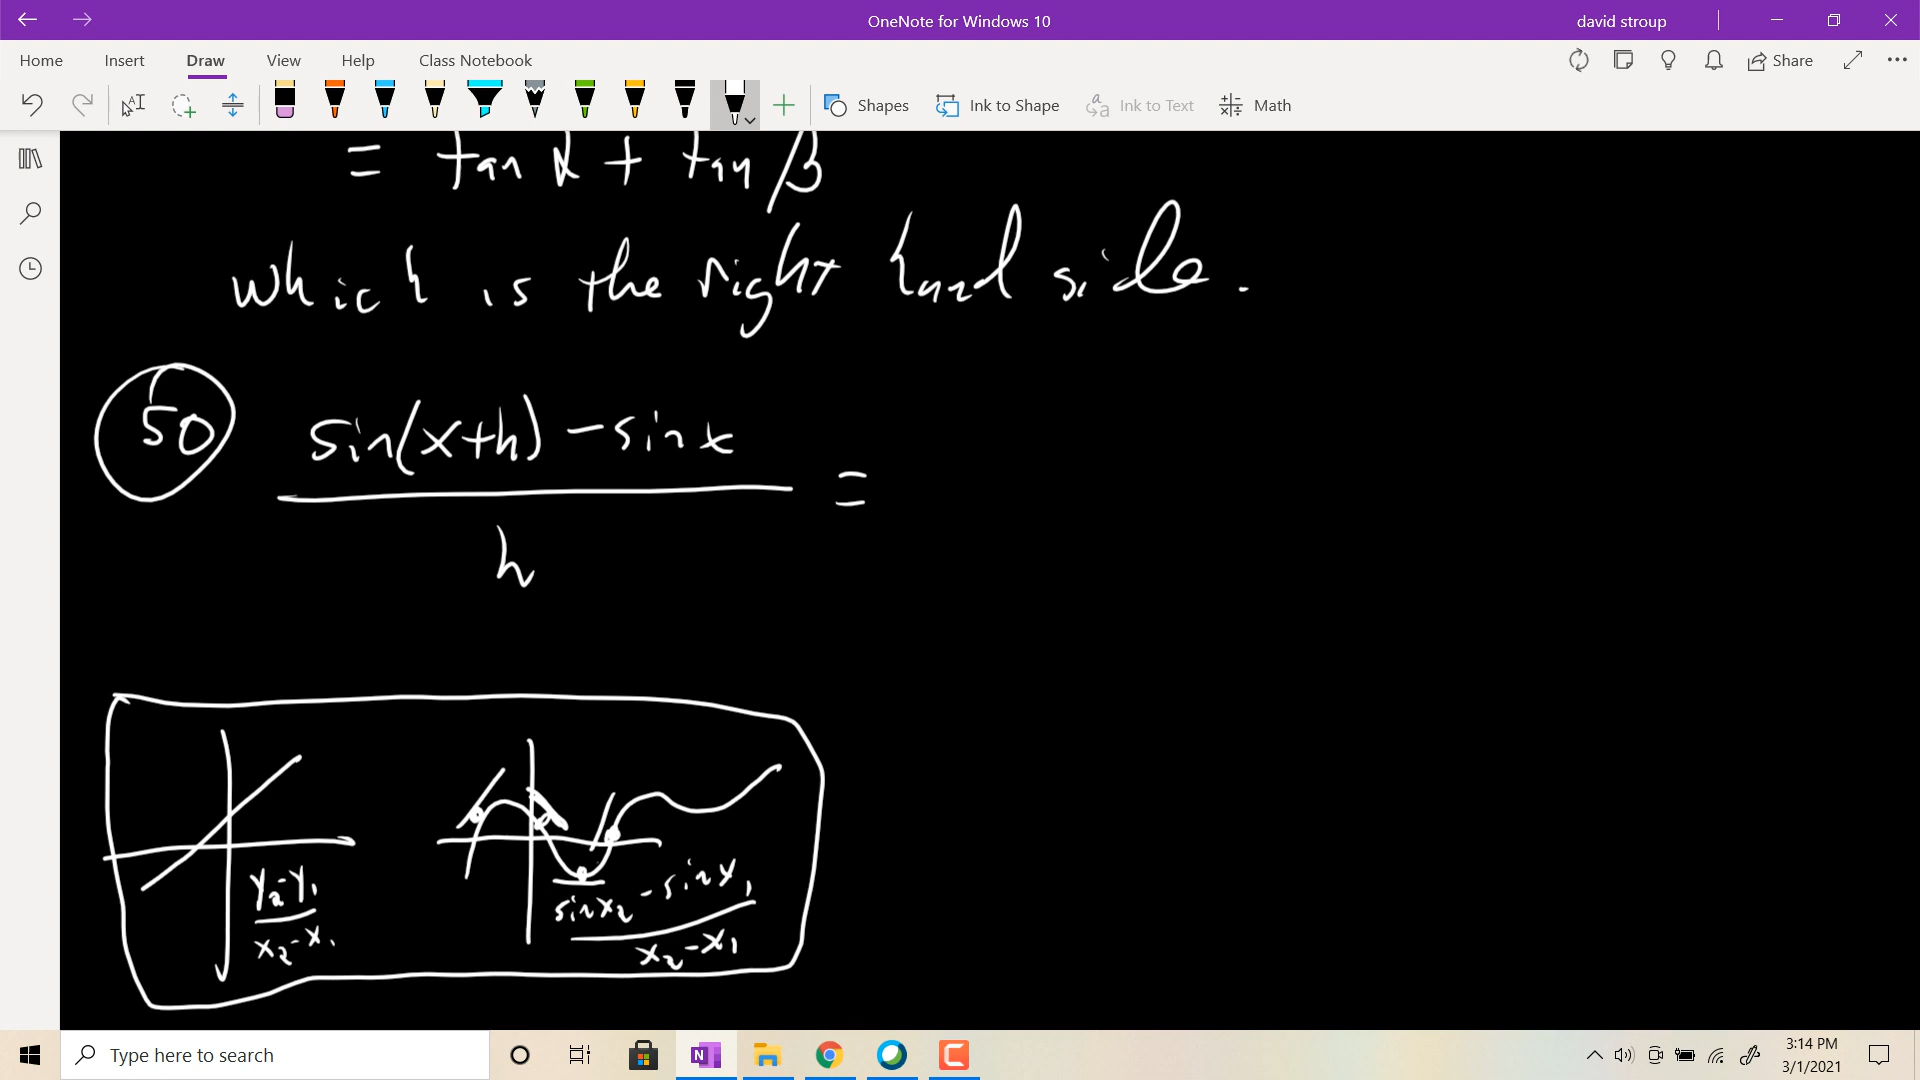 OneNote for Windows 10
david stroup
Home Insert Draw View Help Class Notebook
Share
Shapes Ink to Shape Ink to Text Math
= tan α + tan β
which is the right hand side.
50
sin(x+h) - sin x
=
h
y₂-y₁
x₂-x₁
sin x₂ - sin x₁
x₂-x₁
Type here to search
3:14 PM
3/1/2021